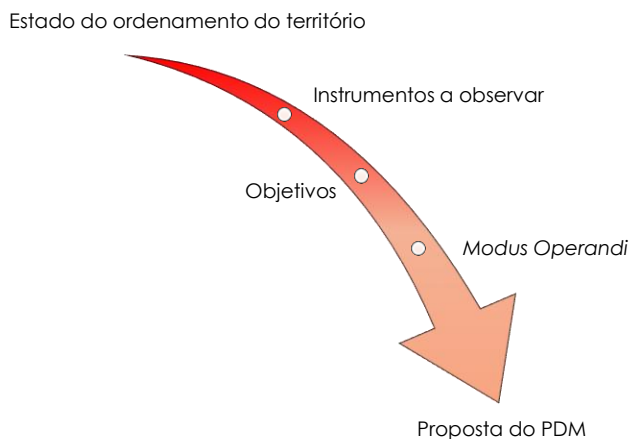 Estado do ordenamento do território
Instrumentos a observar
Objetivos
Modus Operandi
Proposta do PDM